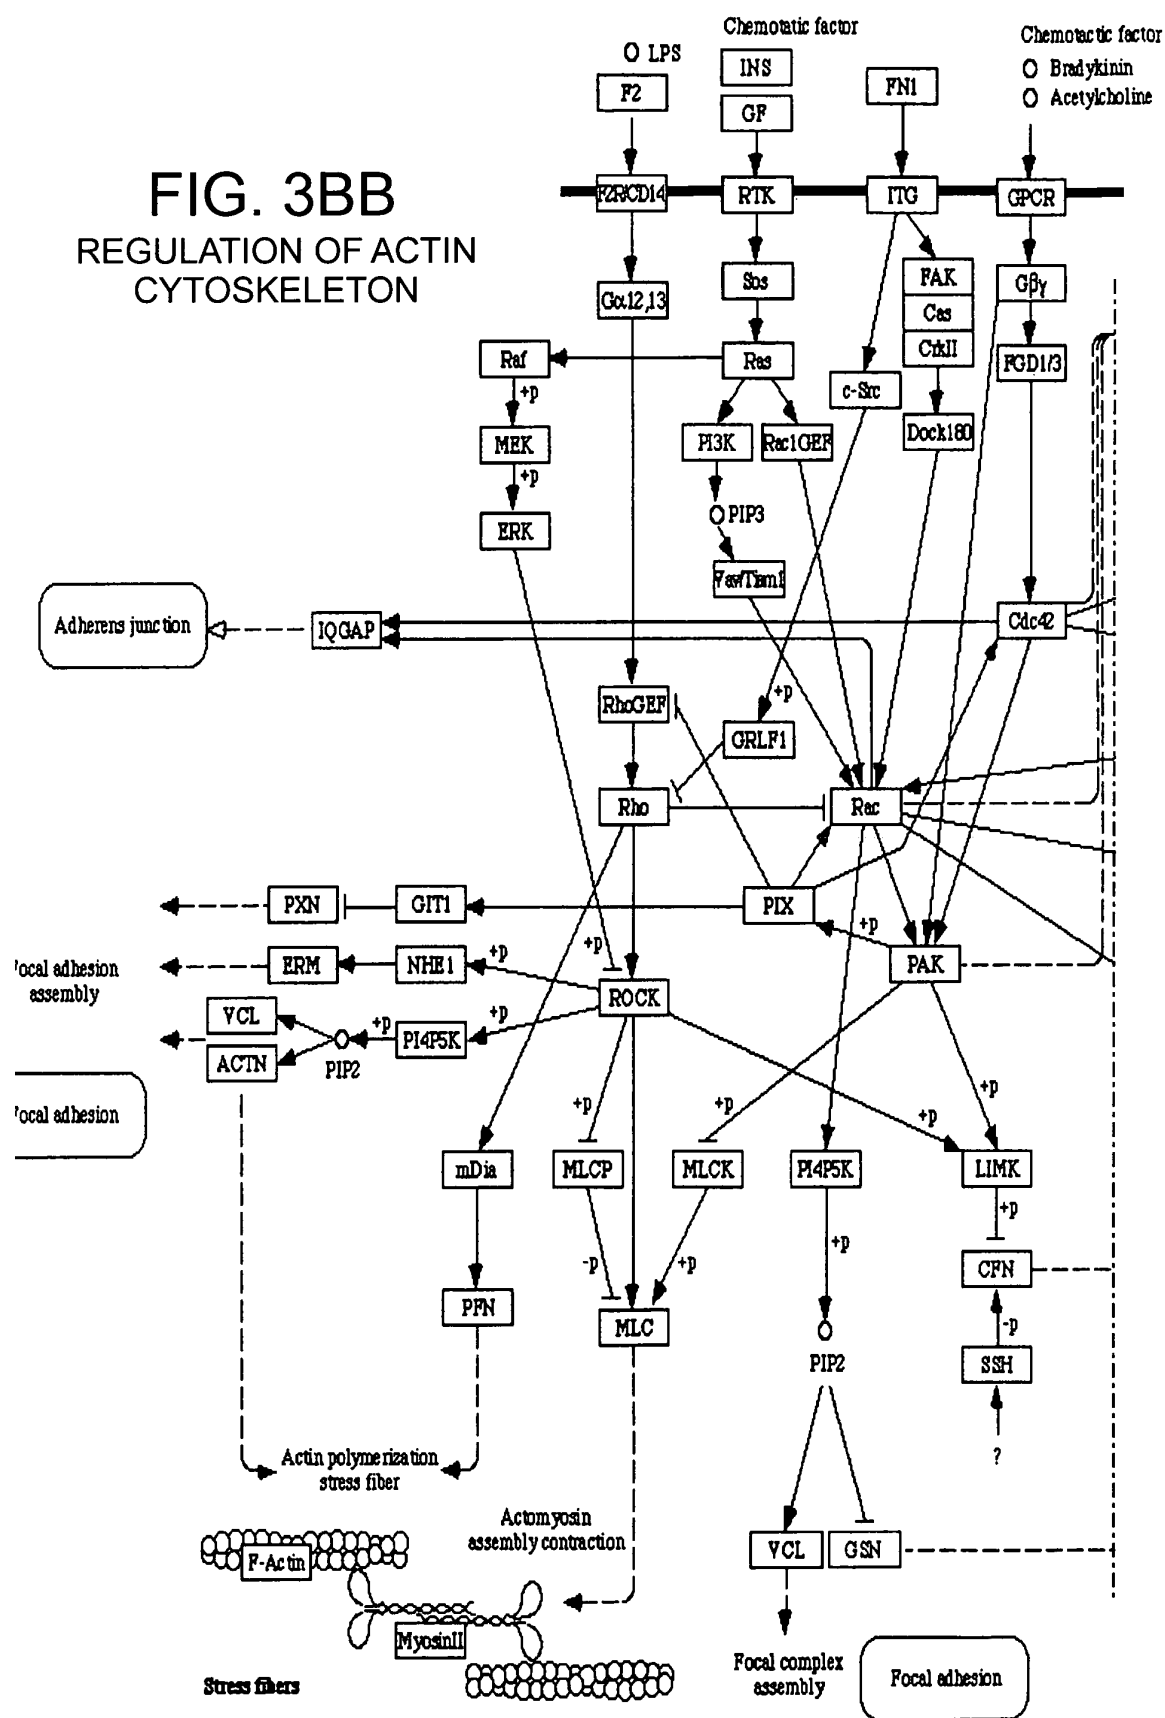 Chemotatic factor
Chemotactic factor
LPS
INS
Bradykinin
F2
FN1
Acetylcholine
GF
FIG. 3BB
REGULATION OF ACTIN
CYTOSKELETON
F2R/CD14
RTK
ITG
GPCR
Sos
FAK
Gβγ
Gα12,13
Cas
CrkII
Raf
Ras
FGD1/3
+p
c-Src
MEK
PI3K
Rac1GEF
Dock180
+p
PIP3
ERK
Vav/Tiam1
Adherens junction
IQGAP
Cdc42
+p
RhoGEF
GRLF1
Rho
Rac
PXN
GIT1
PIX
+p
+p
+p
ERM
NHE1
PAK
ocal adhesion
assembly
ROCK
VCL
+p
+p
PI4P5K
ACTN
PIP2
ocal adhesion
+p
+p
+p
+p
mDia
MLCP
MLCK
PI4P5K
LIMK
+p
+p
-p
+p
CFN
PFN
MLC
-p
PIP2
SSH
?
Actin polymerization
stress fiber
Actomyosin
assembly contraction
F-Actin
VCL
GSN
MyosinII
Focal complex
assembly
Focal adhesion
Stress fibers